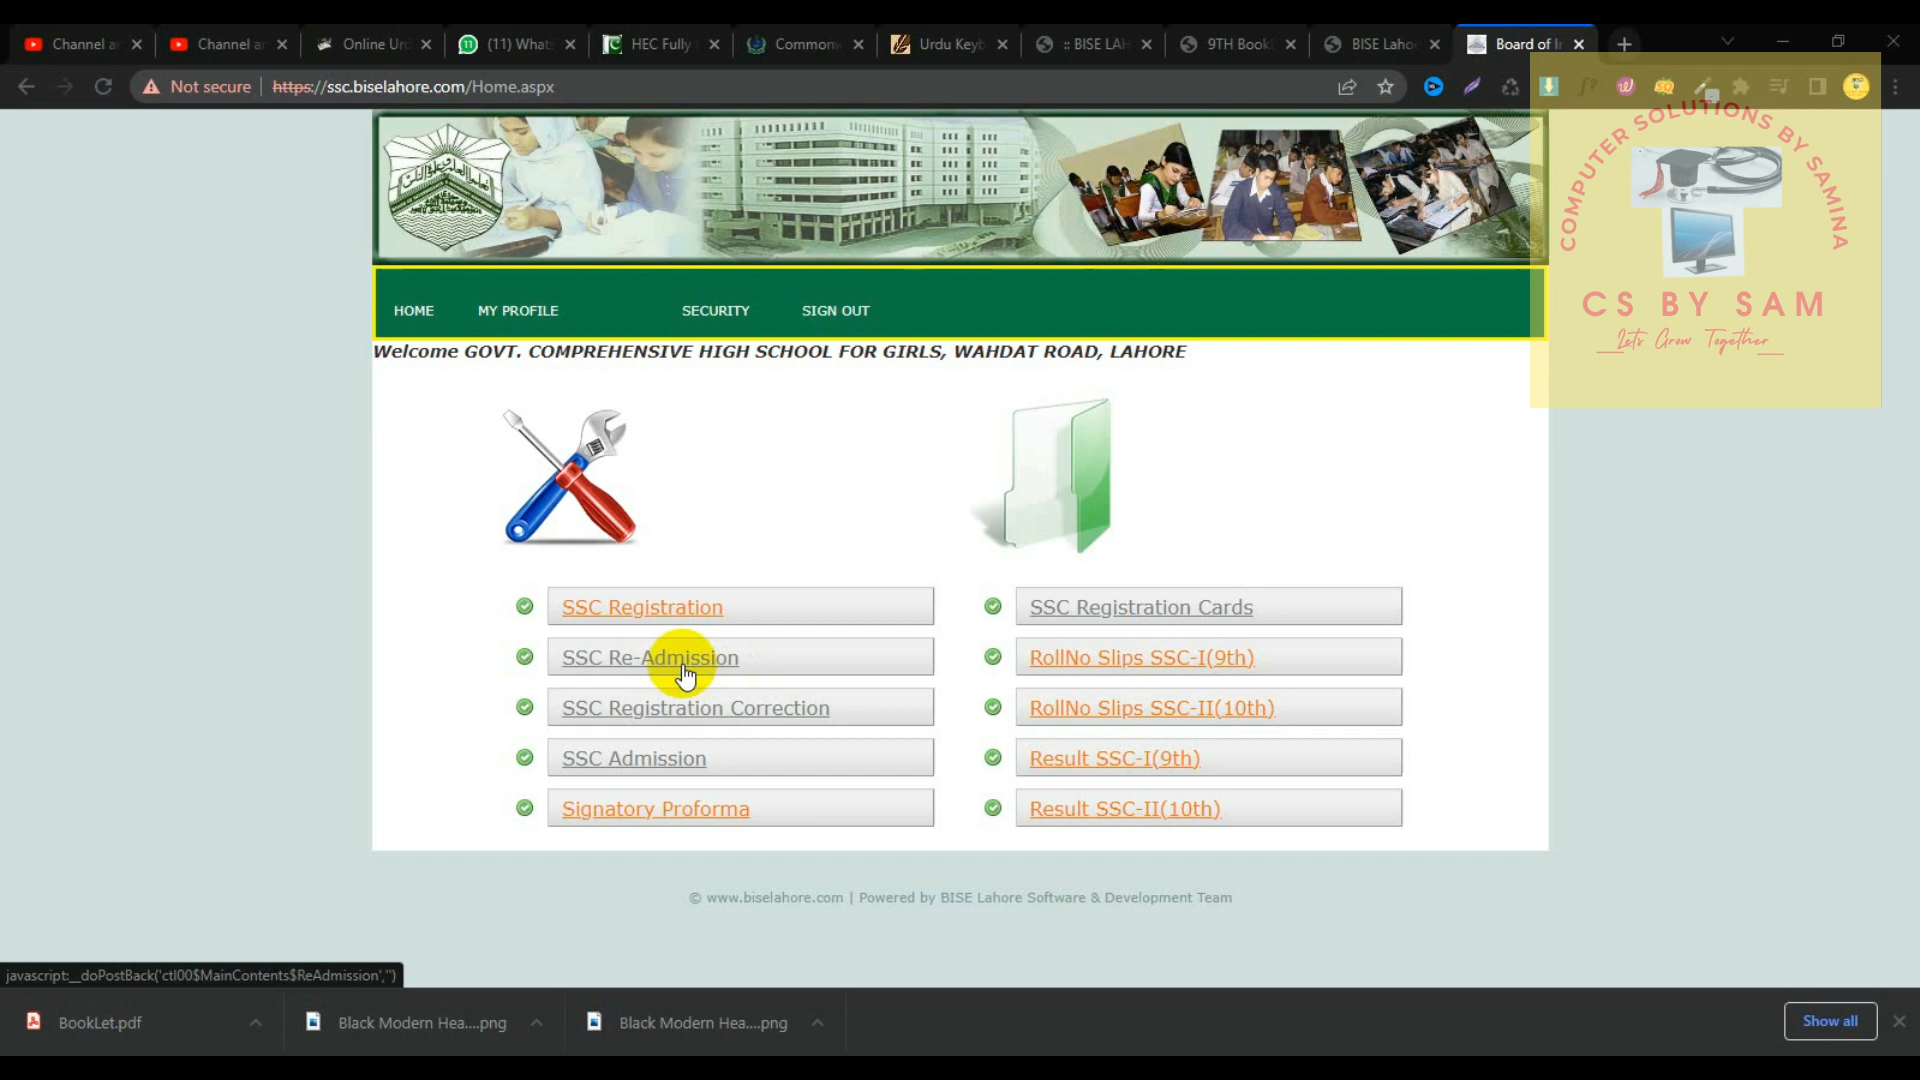 Channel a
Channel ar
Online Urd
(11) Whats
HEC Fully
Common
Urdu Keyb
:: BISE LAH
9TH Book
BISE Laho
Board of I
Not secure
https://ssc.biselahore.com/Home.aspx
COMPUTER SOLUTIONS BY SAMINA
CS BY SAM
Lets Grow Together
HOME
MY PROFILE
SECURITY
SIGN OUT
Welcome GOVT. COMPREHENSIVE HIGH SCHOOL FOR GIRLS, WAHDAT ROAD, LAHORE
SSC Registration
SSC Registration Cards
SSC Re-Admission
RollNo Slips SSC-I(9th)
SSC Registration Correction
RollNo Slips SSC-II(10th)
SSC Admission
Result SSC-I(9th)
Signatory Proforma
Result SSC-II(10th)
© www.biselahore.com | Powered by BISE Lahore Software & Development Team
javascript:__doPostBack('ctl00$MainContents$ReAdmission','')
BookLet.pdf
Black Modern Hea....png
Black Modern Hea....png
Show all